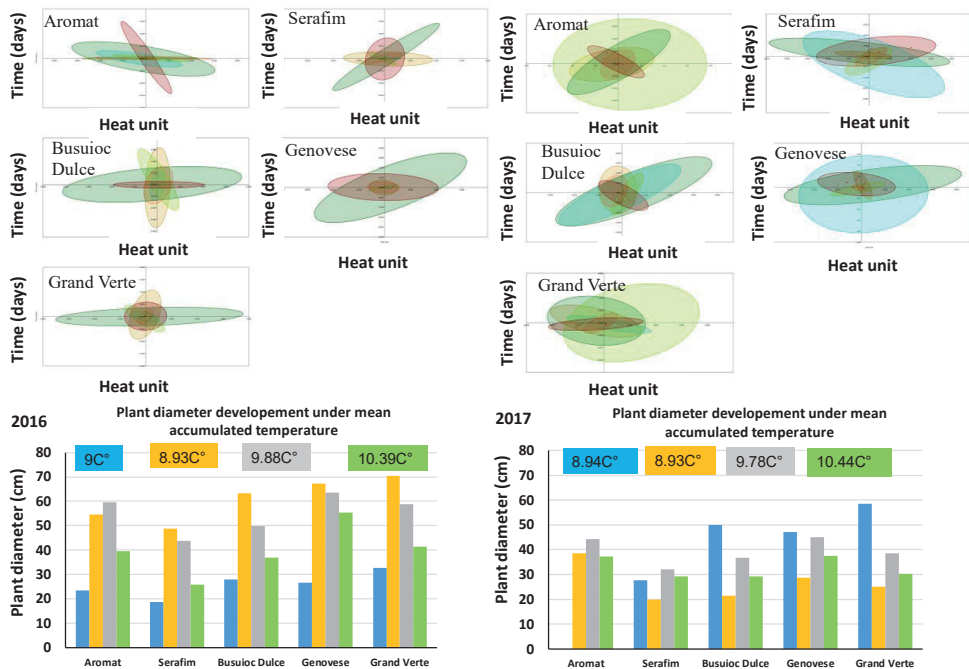 Aromat
Time (days)
Heat unit
Serafim
Time (days)
Heat unit
Aromat
Time (days)
Heat unit
Serafim
Time (days)
Heat unit
Busuioc
Dulce
Time (days)
Heat unit
Genovese
Time (days)
Heat unit
Busuioc
Dulce
Time (days)
Heat unit
Genovese
Time (days)
Heat unit
Grand Verte
Time (days)
Heat unit
Grand Verte
Time (days)
Heat unit
2016
Plant diameter developement under mean
accumulated temperature
9C°
8.93C°
9.88C°
10.39C°
Plant diameter (cm)
80
70
60
50
40
30
20
10
0
Aromat
Serafim
Busuioc Dulce
Genovese
Grand Verte
2017
Plant diameter developement under mean
accumulated temperature
8.94C°
8.93C°
9.78C°
10.44C°
Plant diameter (cm)
80
70
60
50
40
30
20
10
0
Aromat
Serafim
Busuioc Dulce
Genovese
Grand Verte